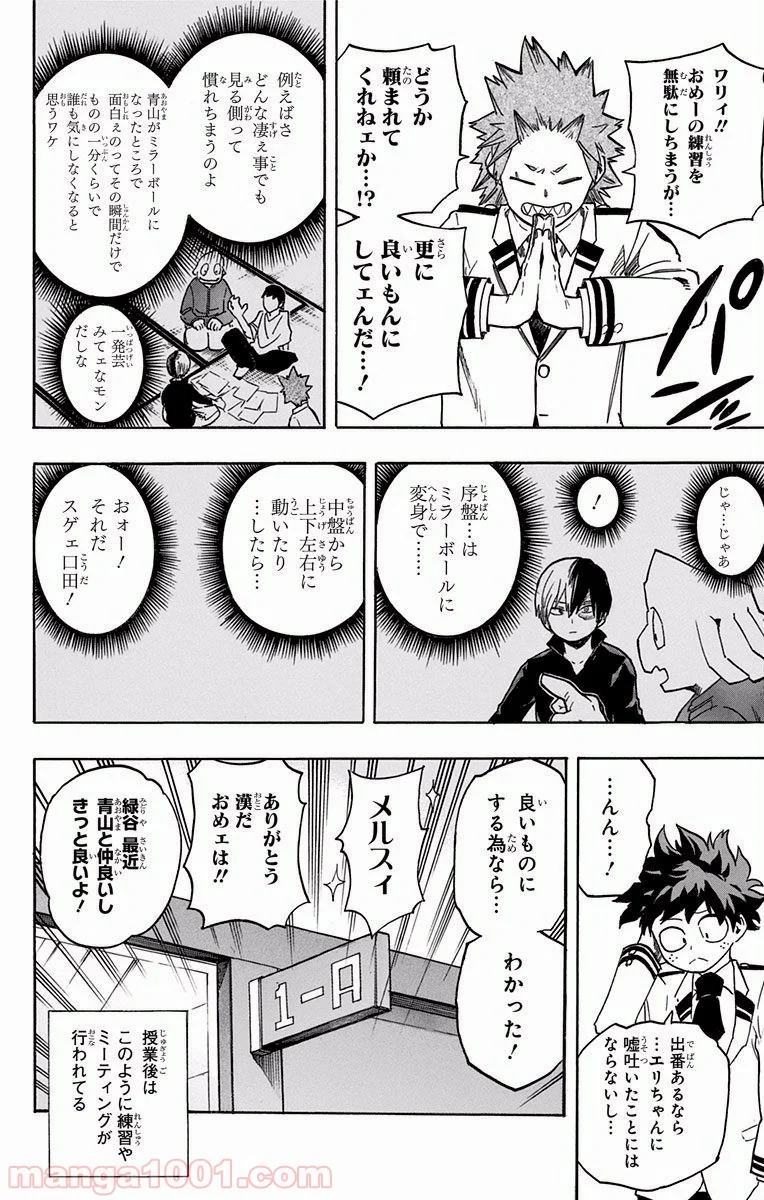 ワリィ!!
おめーの練習を
無駄にしちまうが…
どうか
頼まれて
くれねェか…!?
更に
良いもんに
してェんだ…!
パン
例えばさ
どんな凄ェ事でも
見る側って
慣れちまうのよ
青山がミラーボールに
なったところで
面白ぇのってその瞬間だけで
ものの一分くらいで
誰も気にしなくなると
思うワケ
一発芸
みてェなモン
だしな
じゃ…じゃあ
!
序盤…は
ミラーボールに
変身で……
中盤から
上下左右に
動いたり
…したら……
おォー!
それだ
スゲェ口田!
…んん…!
出番あるなら
…エリちゃんに
嘘吐いたことには
ならないし…
良いものに
する為なら…
わかった!
メルスィ
ありがとう
漢だ
おめェは!!
緑谷 最近
青山と仲良いし
きっと良いよ!
1-A
授業後は
このように練習や
ミーティングが
行われてる
manga1001.com